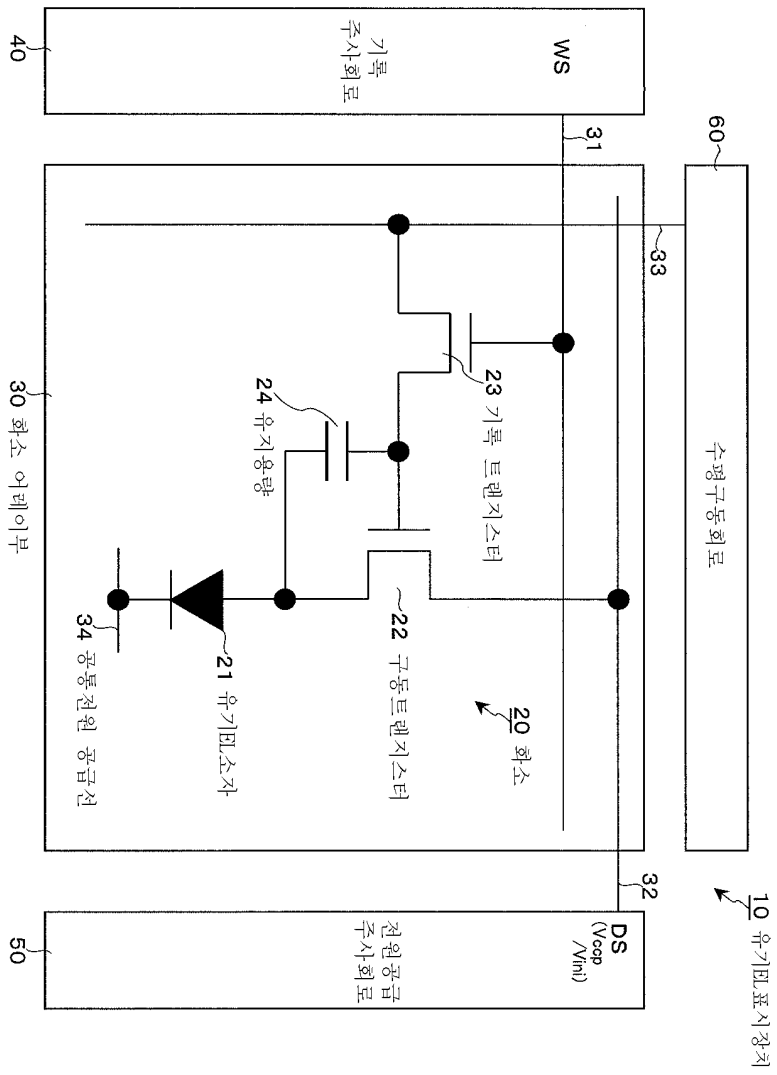 10 유기EL표시장치
60
수평구동회로
40
기록
주사회로
WS
31
33
32
DS
(Vccp
/Vini)
전원공급
주사회로
50
20 화소
23 기록 트랜지스터
22 구동트랜지스터
24 유지용량
21 유기EL소자
34 공통전원 공급선
30 화소 어레이부